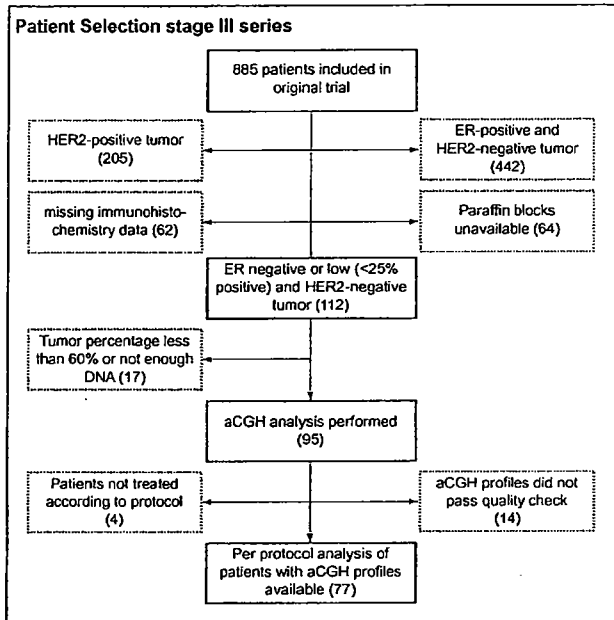 Patient Selection stage III series
885 patients included in
original trial
HER2-positive tumor
(205)
ER-positive and
HER2-negative tumor
(442)
missing immunohisto-
chemistry data (62)
Paraffin blocks
unavailable (64)
ER negative or low (<25%
positive) and HER2-negative
tumor (112)
Tumor percentage less
than 60% or not enough
DNA (17)
aCGH analysis performed
(95)
Patients not treated
according to protocol
(4)
aCGH profiles did not
pass quality check
(14)
Per protocol analysis of
patients with aCGH profiles
available (77)